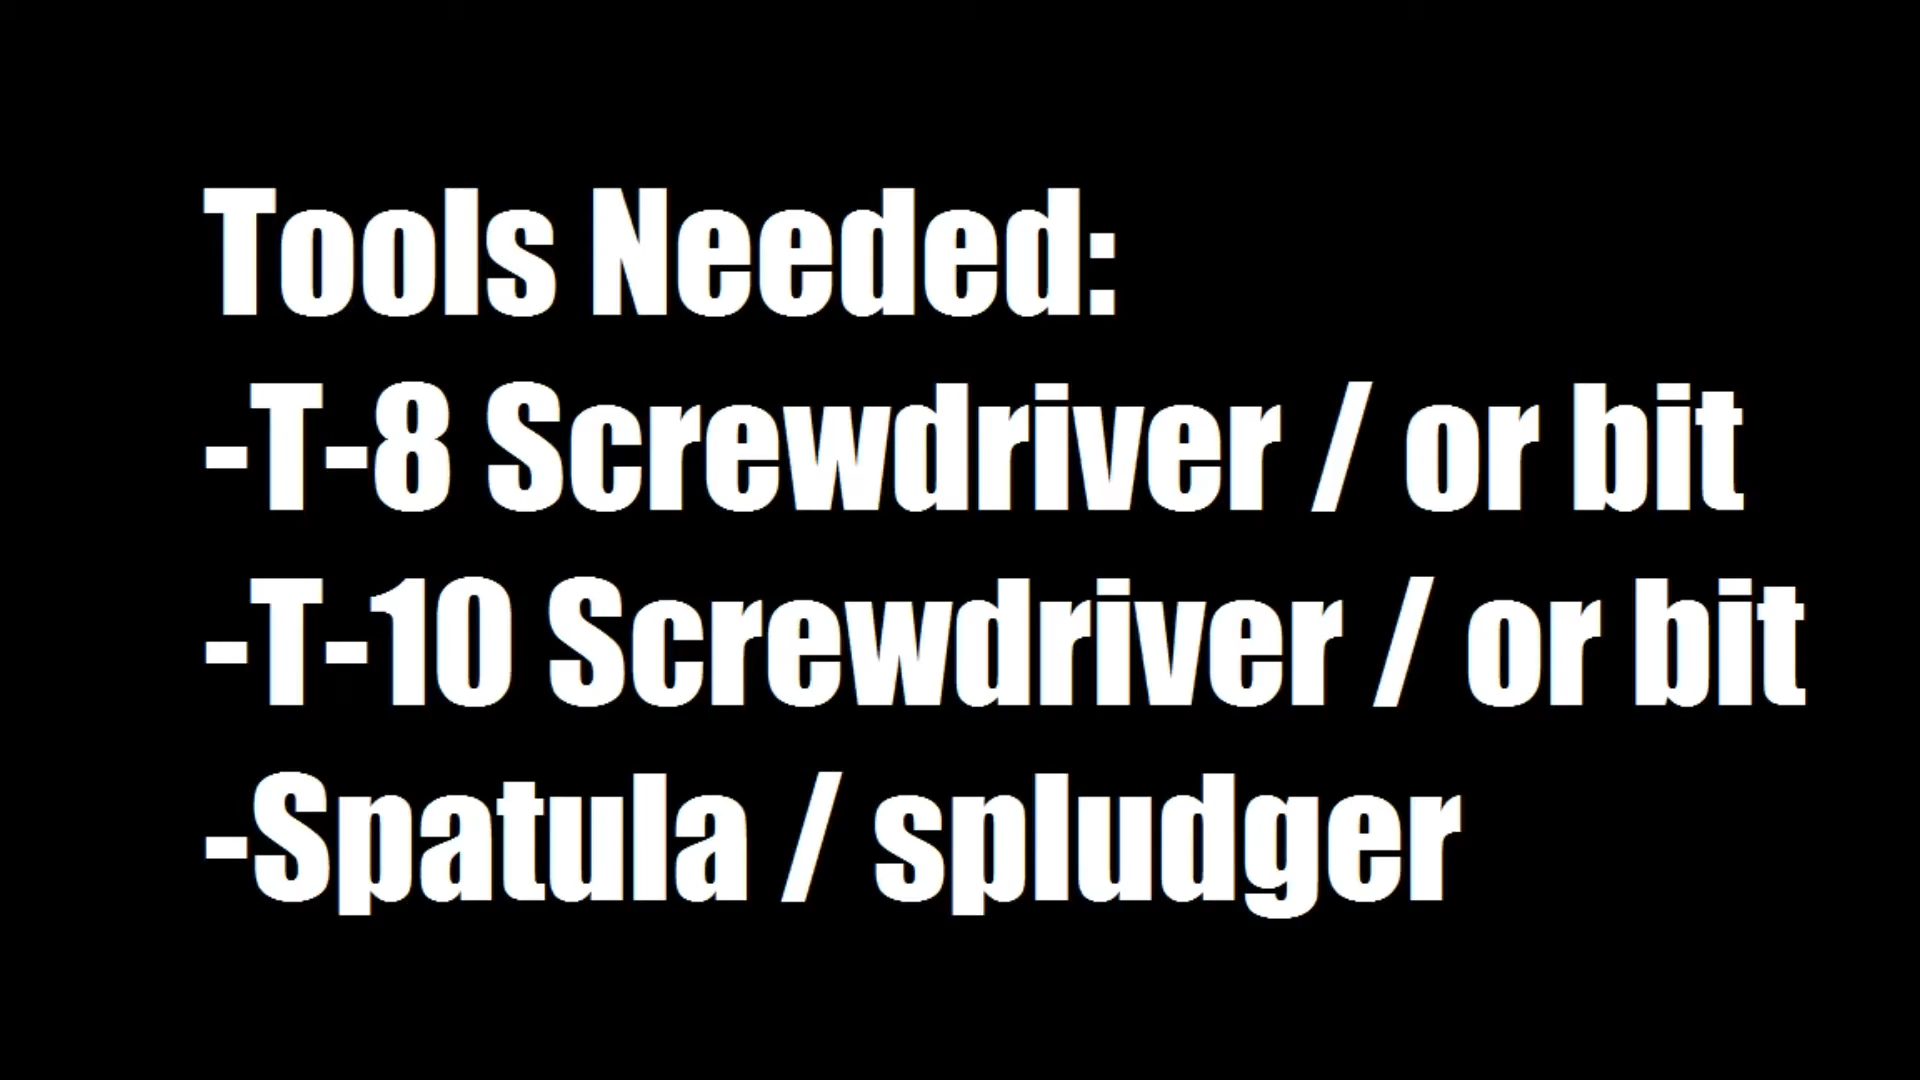 Tools Needed:
-T-8 Screwdriver / or bit
-T-10 Screwdriver / or bit
-Spatula / spludger